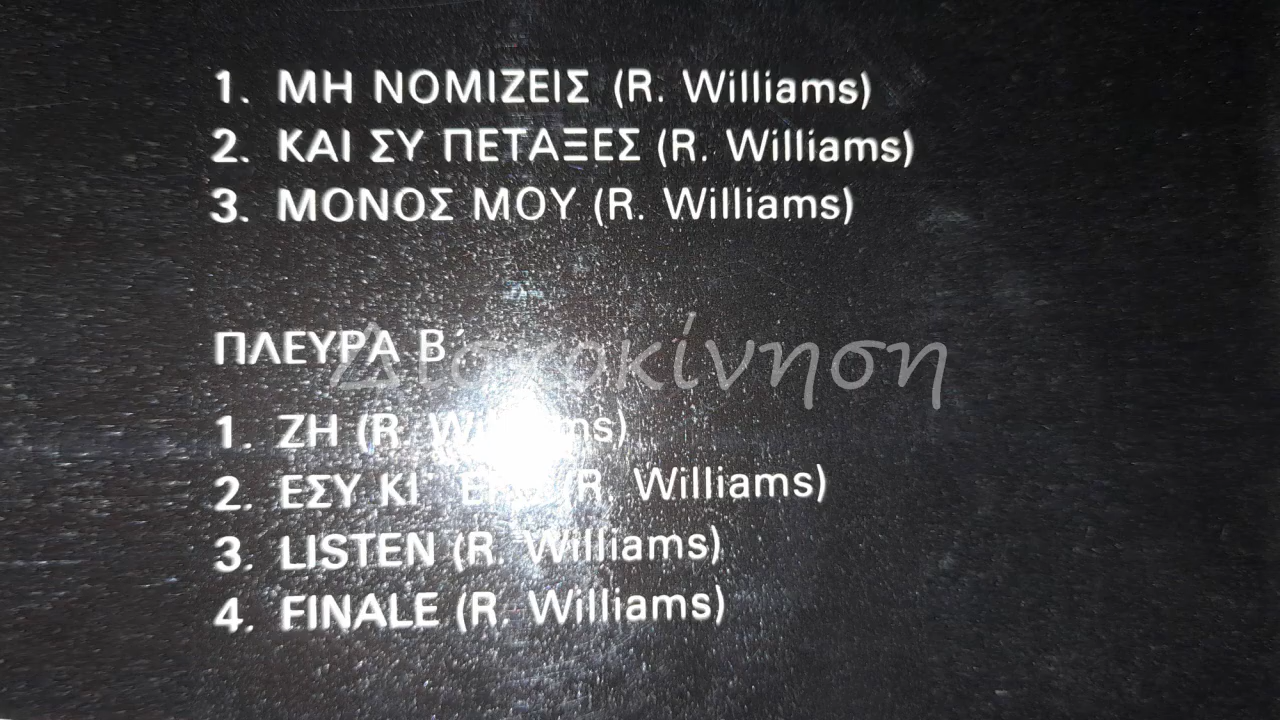 1. ΜΗ ΝΟΜΙΖΕΙΣ (R. Williams)
2. ΚΑΙ ΣΥ ΠΕΤΑΞΕΣ (R. Williams)
3. ΜΟΝΟΣ ΜΟΥ (R. Williams)
ΠΛΕΥΡΑ Β΄
Δισκοκίνηση
1. ΖΗ (R.
2. ΕΣΥ ΚΙ' (R. Williams)
3. LISTEN (R. Williams)
4. FINALE (R. Williams)